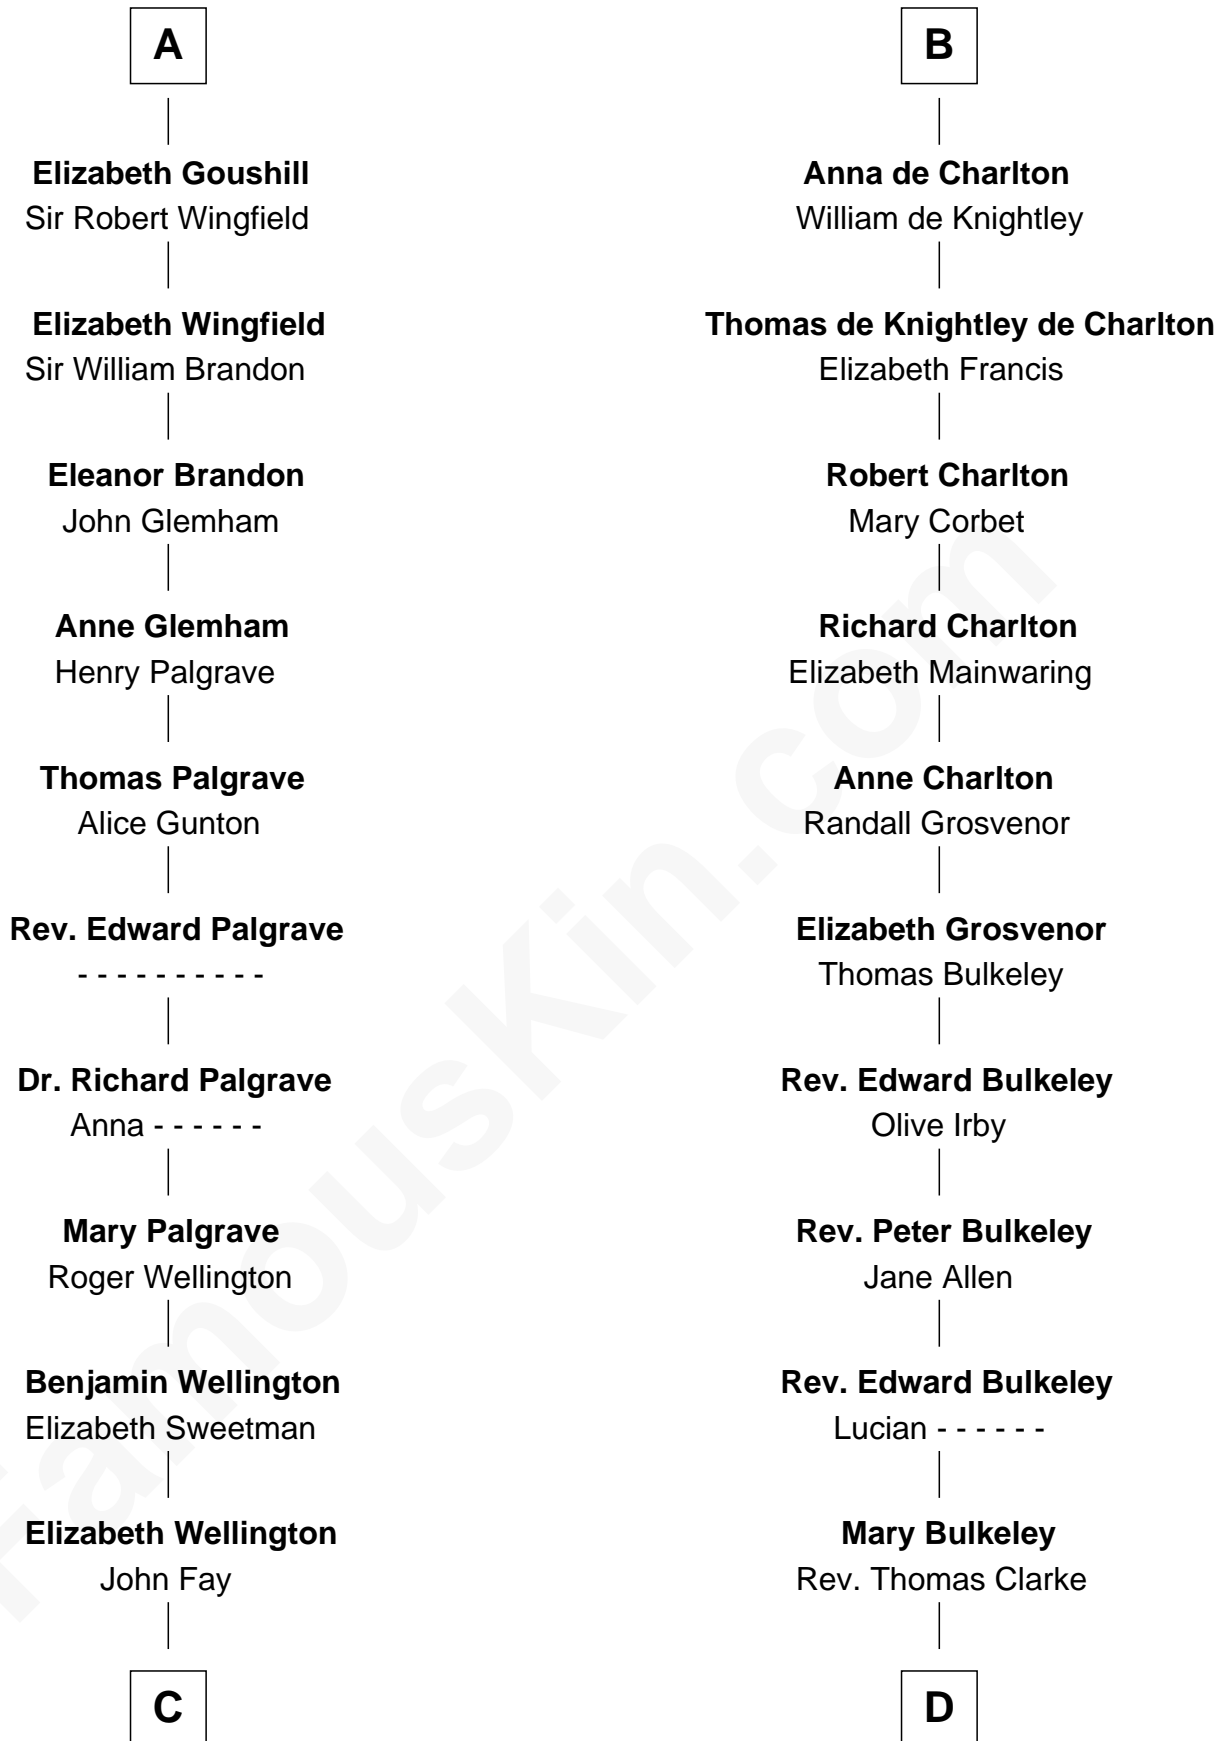 A
Elizabeth Goushill
Sir Robert Wingfield
Elizabeth Wingfield
Sir William Brandon
Eleanor Brandon
John Glemham
Anne Glemham
Henry Palgrave
Thomas Palgrave
Alice Gunton
Rev. Edward Palgrave
- - - - - - - - - -
Dr. Richard Palgrave
Anna - - - - - -
Mary Palgrave
Roger Wellington
Benjamin Wellington
Elizabeth Sweetman
Elizabeth Wellington
John Fay
C
B
Anna de Charlton
William de Knightley
Thomas de Knightley de Charlton
Elizabeth Francis
Robert Charlton
Mary Corbet
Richard Charlton
Elizabeth Mainwaring
Anne Charlton
Randall Grosvenor
Elizabeth Grosvenor
Thomas Bulkeley
Rev. Edward Bulkeley
Olive Irby
Rev. Peter Bulkeley
Jane Allen
Rev. Edward Bulkeley
Lucian - - - - - -
Mary Bulkeley
Rev. Thomas Clarke
D
FamousKin.com